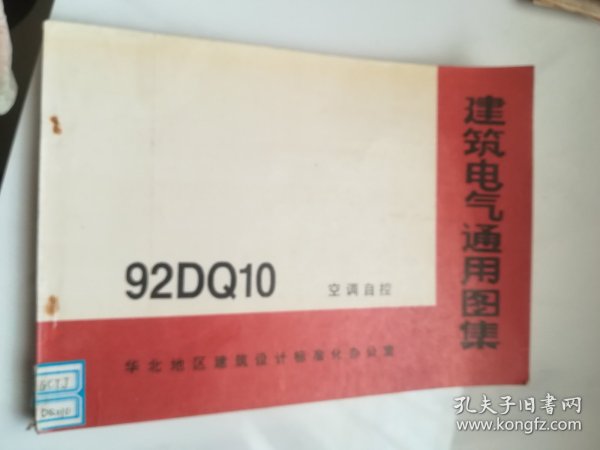 建筑电气通用图集
92DQ10
空调自控
华北地区建筑设计标准化办公室
孔夫子旧书网
www.kongfz.com